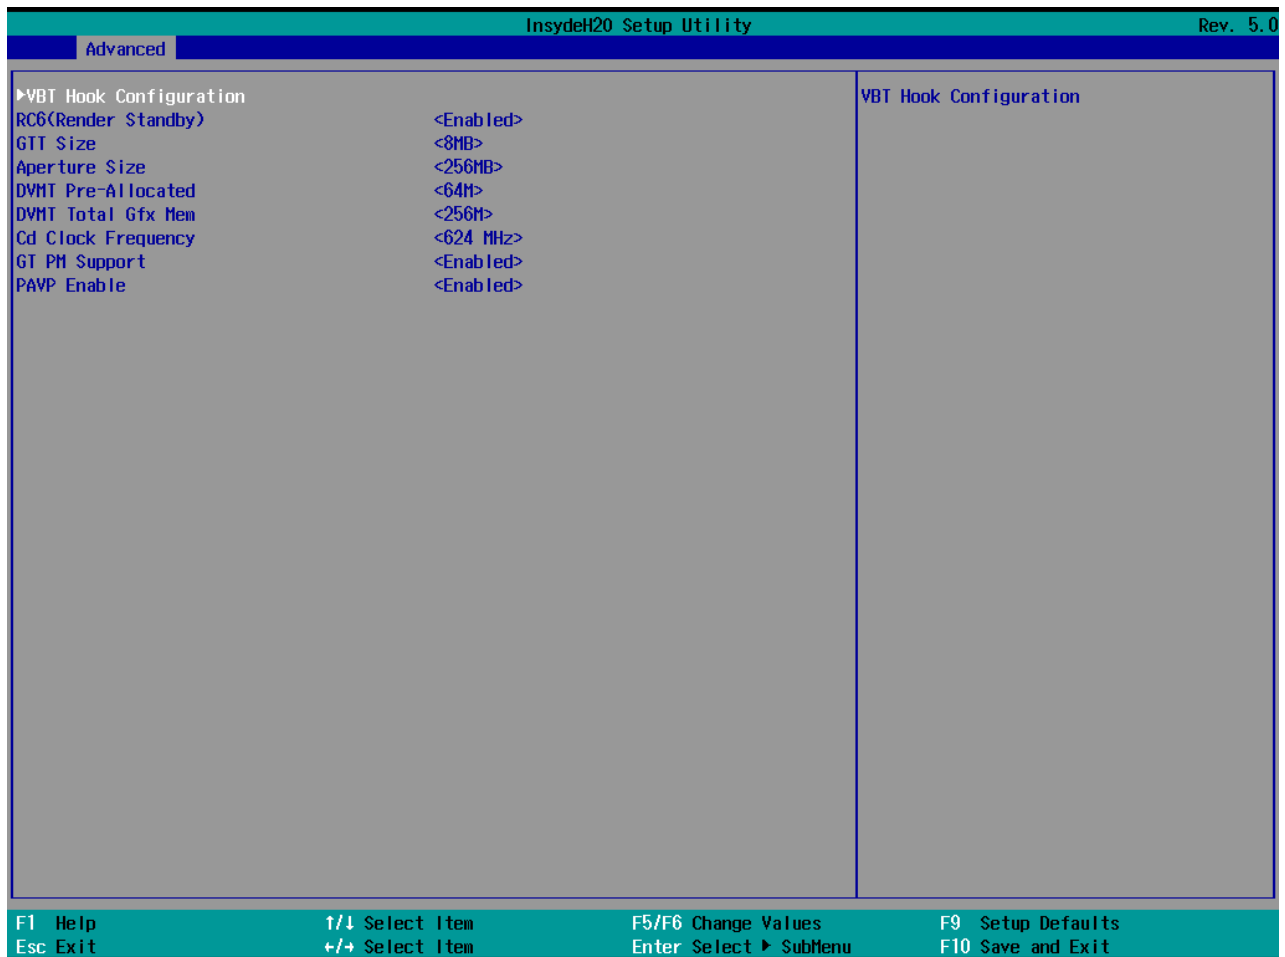 InsydeH20 Setup Utility Rev. 5.0
Advanced
▶VBT Hook Configuration
RC6(Render Standby) <Enabled>
GTT Size <8MB>
Aperture Size <256MB>
DVMT Pre-Allocated <64M>
DVMT Total Gfx Mem <256M>
Cd Clock Frequency <624 MHz>
GT PM Support <Enabled>
PAVP Enable <Enabled>
VBT Hook Configuration
F1 Help ↑/↓ Select Item F5/F6 Change Values F9 Setup Defaults
Esc Exit ←/→ Select Item Enter Select ▶ SubMenu F10 Save and Exit